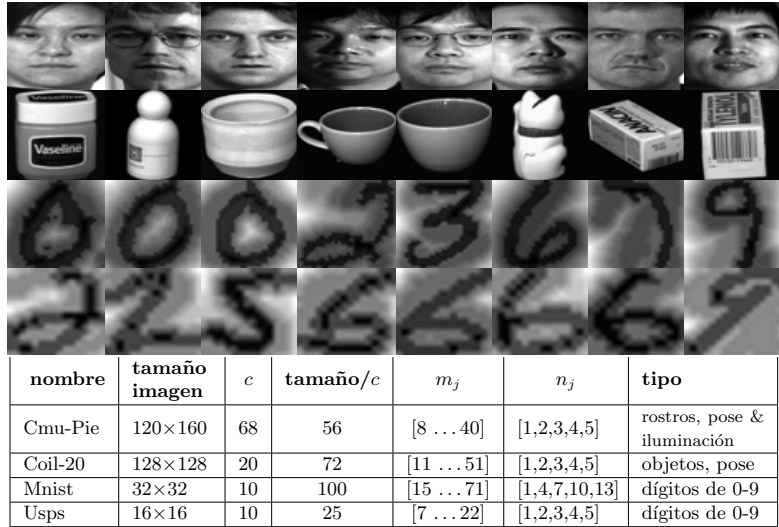 Vaseline
nombre tamaño imagen c tamaño/c m_j n_j tipo
Cmu-Pie 120×160 68 56 [8 ...40] [1,2,3,4,5] rostros, pose & iluminación
Coil-20 128×128 20 72 [11 ...51] [1,2,3,4,5] objetos, pose
Mnist 32×32 10 100 [15 ...71] [1,4,7,10,13] dígitos de 0-9
Usps 16×16 10 25 [7 ...22] [1,2,3,4,5] dígitos de 0-9